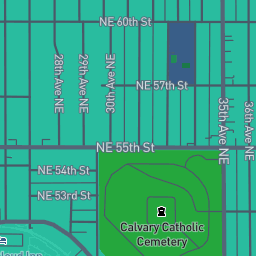 NE 60th St
28th Ave NE
29th Ave NE
30th Ave NE
NE 57th St
35th Ave NE
36th Ave NE
NE 55th St
NE 54th St
NE 53rd St
Calvary Catholic
Cemetery
Inn